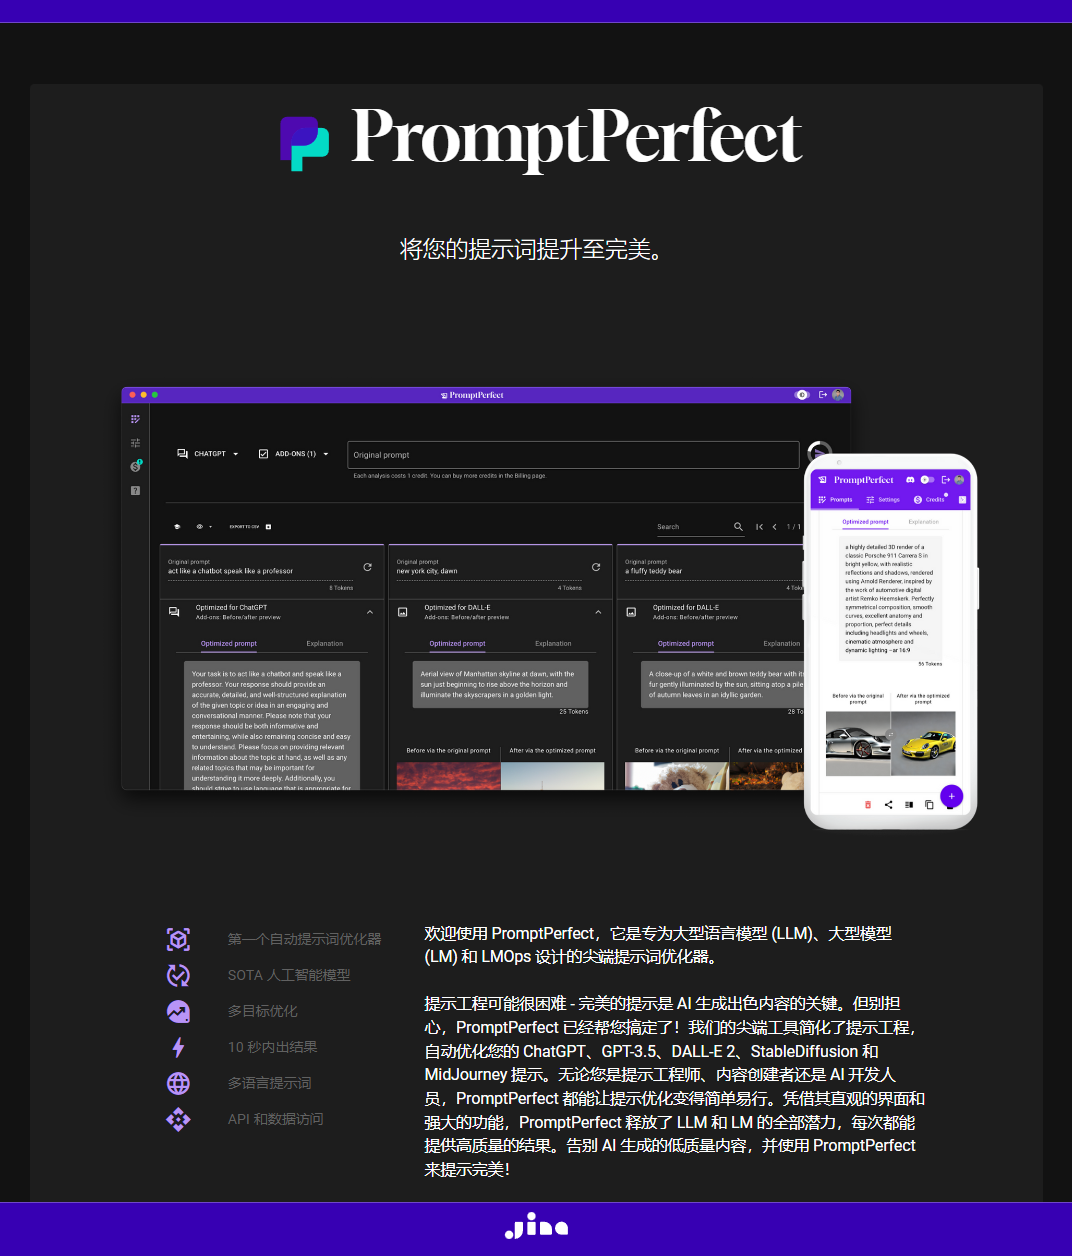 PromptPerfect
将您的提示词提升至完美。
PromptPerfect
CHATGPT
ADD-ONS (1)
Original prompt
Each analysis costs 1 credit. You can buy more credits in the Billing page.
EXPORT TO CSV
Search
1 / 1
Original prompt
act like a chatbot speak like a professor
8 Tokens
Optimized for ChatGPT
Add-ons: Before/after preview
Optimized prompt
Explanation
Your task is to act like a chatbot and speak like a
professor. Your response should provide an
accurate, detailed, and well-structured explanation
of the given topic or idea in an engaging and
conversational manner. Please note that your
response should be both informative and
entertaining, while also remaining concise and easy
to understand. Please focus on providing relevant
information about the topic at hand, as well as any
related topics that may be important for
understanding it more deeply. Additionally, you
should strive to use language that is appropriate for
Original prompt
new york city, dawn
4 Tokens
Optimized for DALL-E
Add-ons: Before/after preview
Optimized prompt
Explanation
Aerial view of Manhattan skyline at dawn, with the
sun just beginning to rise above the horizon and
illuminate the skyscrapers in a golden light.
25 Tokens
Before via the original prompt
After via the optimized prompt
Original prompt
a fluffy teddy bear
4 Toke
Optimized for DALL-E
Add-ons: Before/after preview
Optimized prompt
Explanation
A close-up of a white and brown teddy bear with its
fur gently illuminated by the sun, sitting atop a pile
of autumn leaves in an idyllic garden.
28 To
Before via the original prompt
After via the optimized
PromptPerfect
Prompts
Settings
Credits
Optimized prompt
Explanation
a highly detailed 3D render of a
classic Porsche 911 Carrera S in
bright yellow, with realistic
reflections and shadows, rendered
using Arnold Renderer, inspired by
the work of automotive digital
artist Remko Heemskerk. Perfectly
symmetrical composition, smooth
curves, excellent anatomy and
proportion, perfect details
including headlights and wheels,
cinematic atmosphere and
dynamic lighting --ar 16:9
56 Tokens
Before via the original
prompt
After via the optimized
prompt
第一个自动提示词优化器
SOTA 人工智能模型
多目标优化
10 秒内出结果
多语言提示词
API 和数据访问
欢迎使用 PromptPerfect，它是专为大型语言模型 (LLM)、大型模型
(LM) 和 LMOps 设计的尖端提示词优化器。
提示工程可能很困难 - 完美的提示是 AI 生成出色内容的关键。但别担
心，PromptPerfect 已经帮您搞定了！我们的尖端工具简化了提示工程，
自动优化您的 ChatGPT、GPT-3.5、DALL-E 2、StableDiffusion 和
MidJourney 提示。无论您是提示工程师、内容创建者还是 AI 开发人
员，PromptPerfect 都能让提示优化变得简单易行。凭借其直观的界面和
强大的功能，PromptPerfect 释放了 LLM 和 LM 的全部潜力，每次都能
提供高质量的结果。告别 AI 生成的低质量内容，并使用 PromptPerfect
来提示完美！
jina